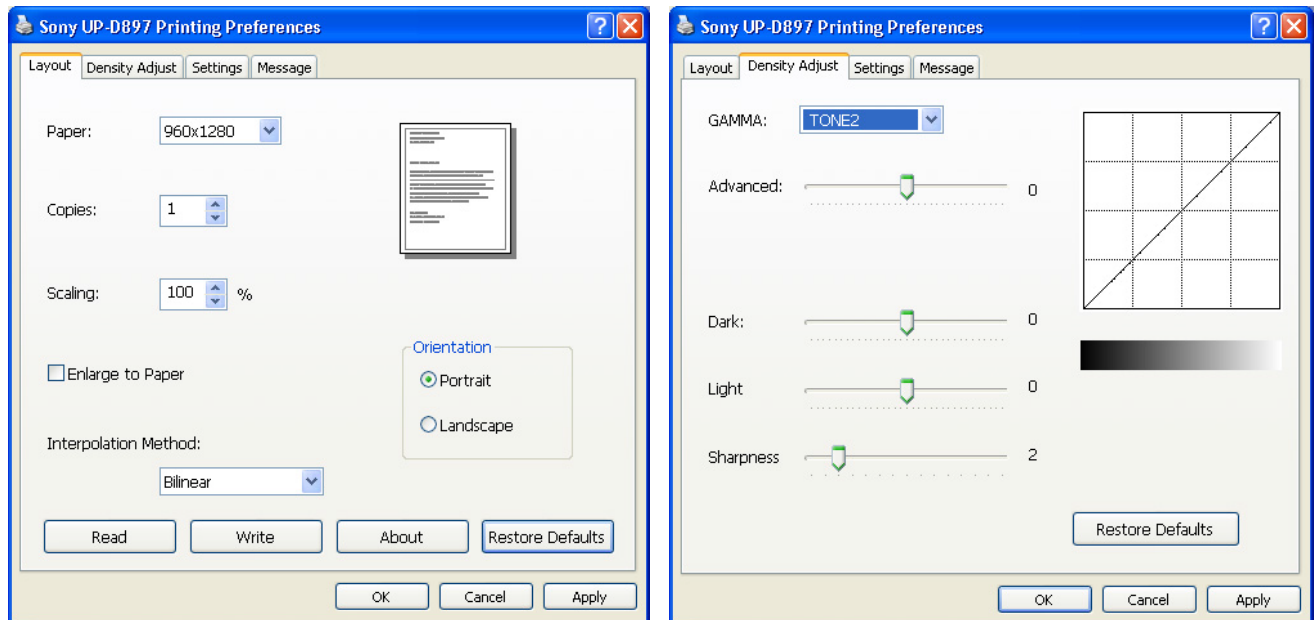 Sony UP-D897 Printing Preferences
Layout Density Adjust Settings Message
Paper: 960x1280
Copies: 1
Scaling: 100 %
Enlarge to Paper
Orientation
Portrait
Landscape
Interpolation Method:
Bilinear
Read Write About Restore Defaults
OK Cancel Apply
Sony UP-D897 Printing Preferences
Layout Density Adjust Settings Message
GAMMA: TONE2
Advanced: 0
Dark: 0
Light 0
Sharpness 2
Restore Defaults
OK Cancel Apply